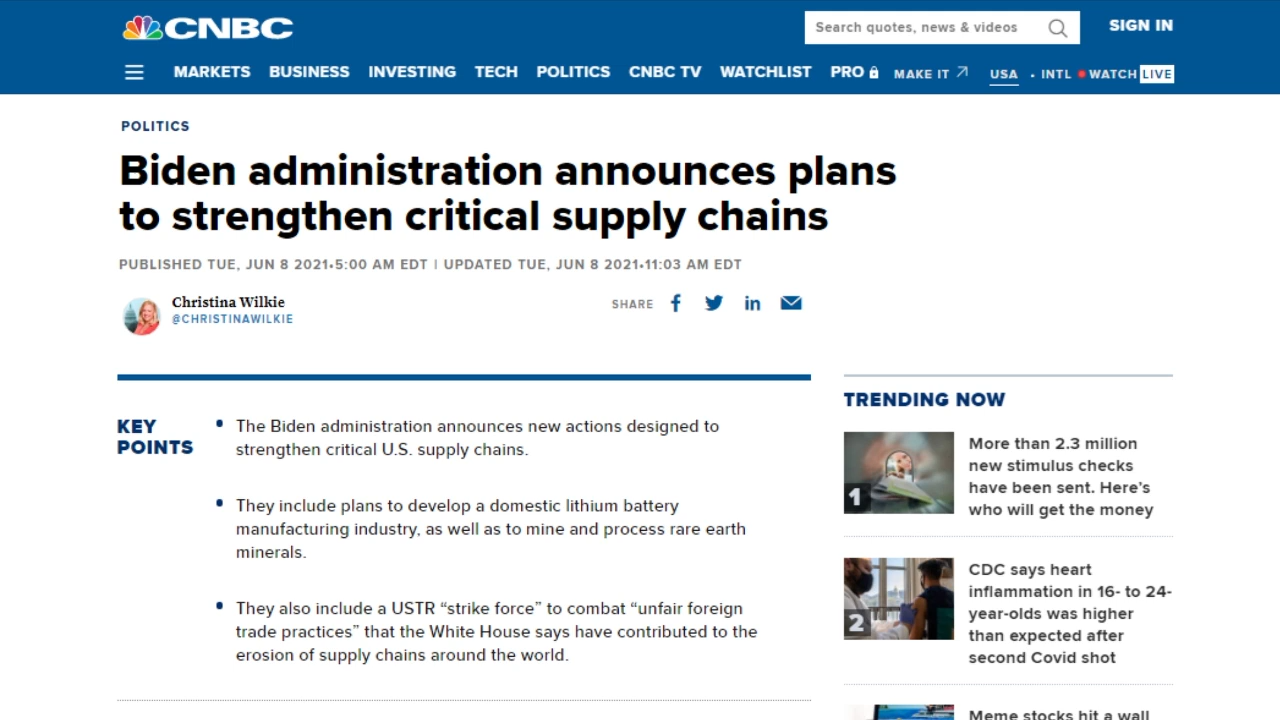 CNBC
Search quotes, news & videos
SIGN IN
MARKETS BUSINESS INVESTING TECH POLITICS CNBC TV WATCHLIST PRO MAKE IT USA • INTL WATCH LIVE
POLITICS
Biden administration announces plans
to strengthen critical supply chains
PUBLISHED TUE, JUN 8 2021•5:00 AM EDT | UPDATED TUE, JUN 8 2021•11:03 AM EDT
Christina Wilkie
@CHRISTINAWILKIE
SHARE
KEY
POINTS
• The Biden administration announces new actions designed to
strengthen critical U.S. supply chains.
• They include plans to develop a domestic lithium battery
manufacturing industry, as well as to mine and process rare earth
minerals.
• They also include a USTR “strike force” to combat “unfair foreign
trade practices” that the White House says have contributed to the
erosion of supply chains around the world.
TRENDING NOW
1
More than 2.3 million
new stimulus checks
have been sent. Here’s
who will get the money
2
CDC says heart
inflammation in 16- to 24-
year-olds was higher
than expected after
second Covid shot
Meme stocks hit a wall